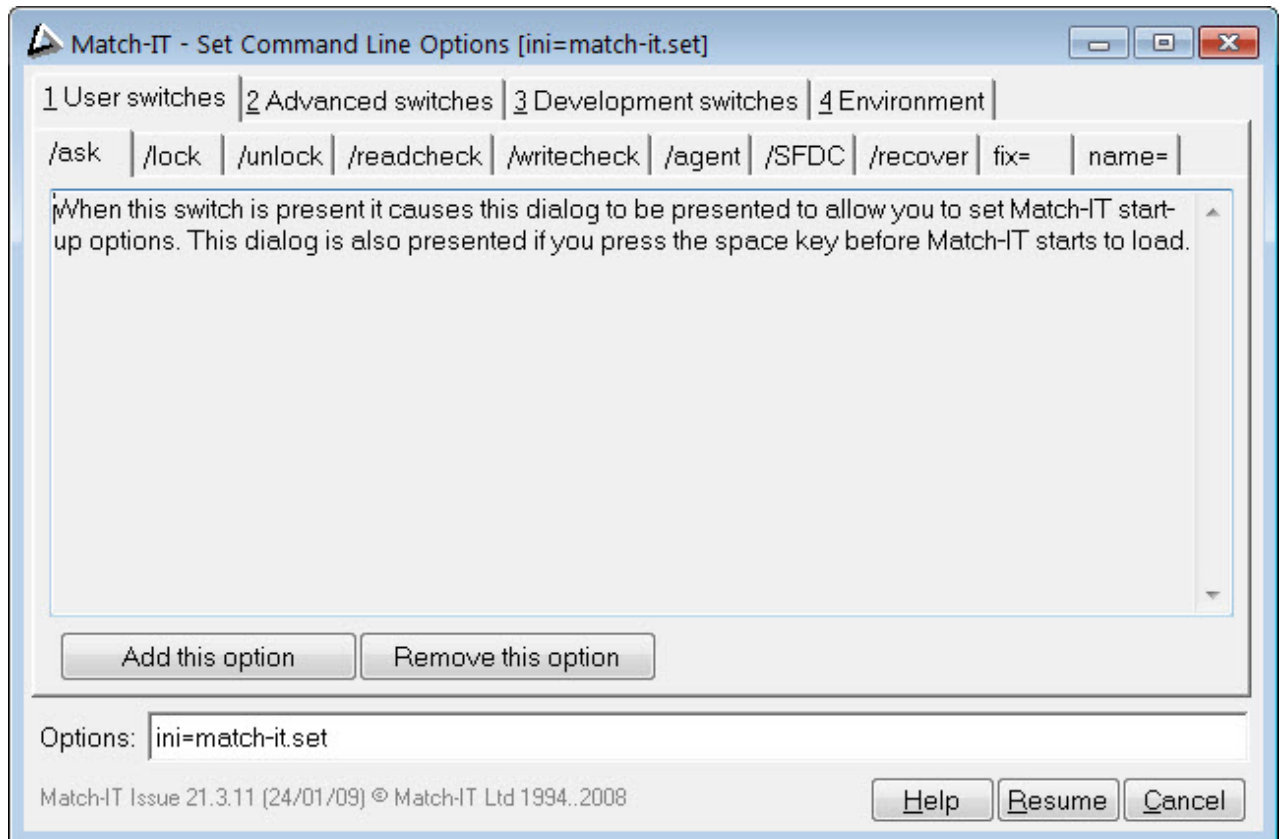 Match-IT - Set Command Line Options [ini=match-it.set]
1 User switches 2 Advanced switches 3 Development switches 4 Environment
/ask /lock /unlock /readcheck /writecheck /agent /SFDC /recover fix= name=
When this switch is present it causes this dialog to be presented to allow you to set Match-IT start-
up options. This dialog is also presented if you press the space key before Match-IT starts to load.
Add this option Remove this option
Options: ini=match-it.set
Match-IT Issue 21.3.11 (24/01/09) © Match-IT Ltd 1994..2008 Help Resume Cancel